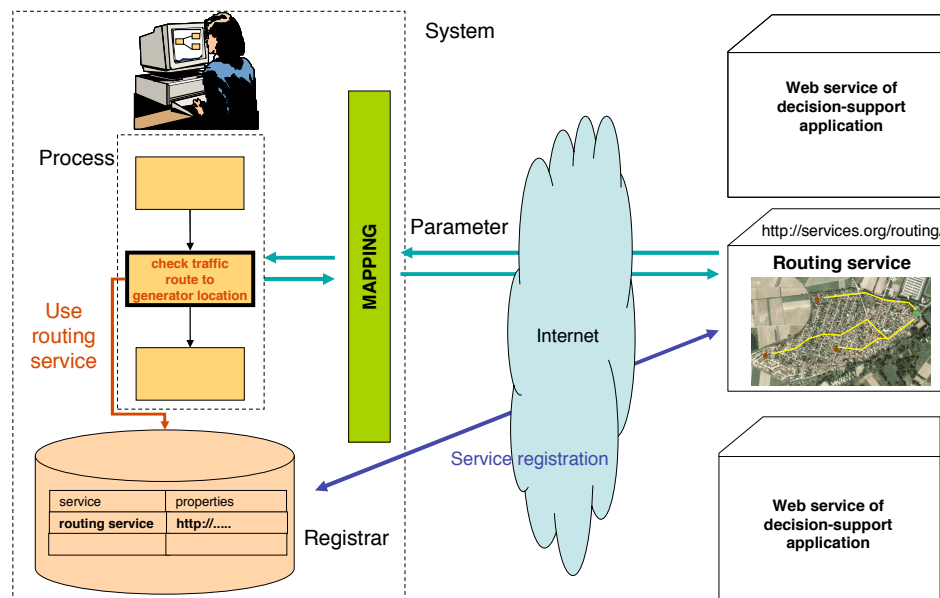 System
Web service of
decision-support
application
Process
Parameter
http://services.org/routing/
Routing service
check traffic
route to
generator location
MAPPING
Use
routing
service
Internet
Service registration
service properties
routing service http://.....
Registrar
Web service of
decision-support
application